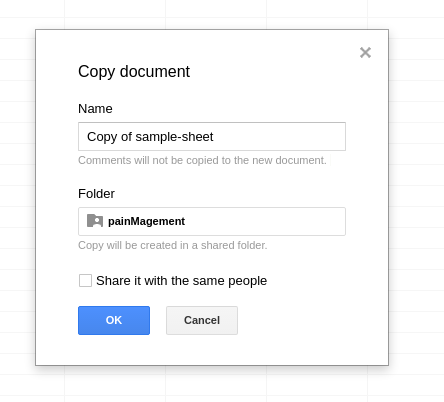 Copy document
Name
Copy of sample-sheet
Comments will not be copied to the new document.
Folder
painMagement
Copy will be created in a shared folder.
Share it with the same people
OK
Cancel